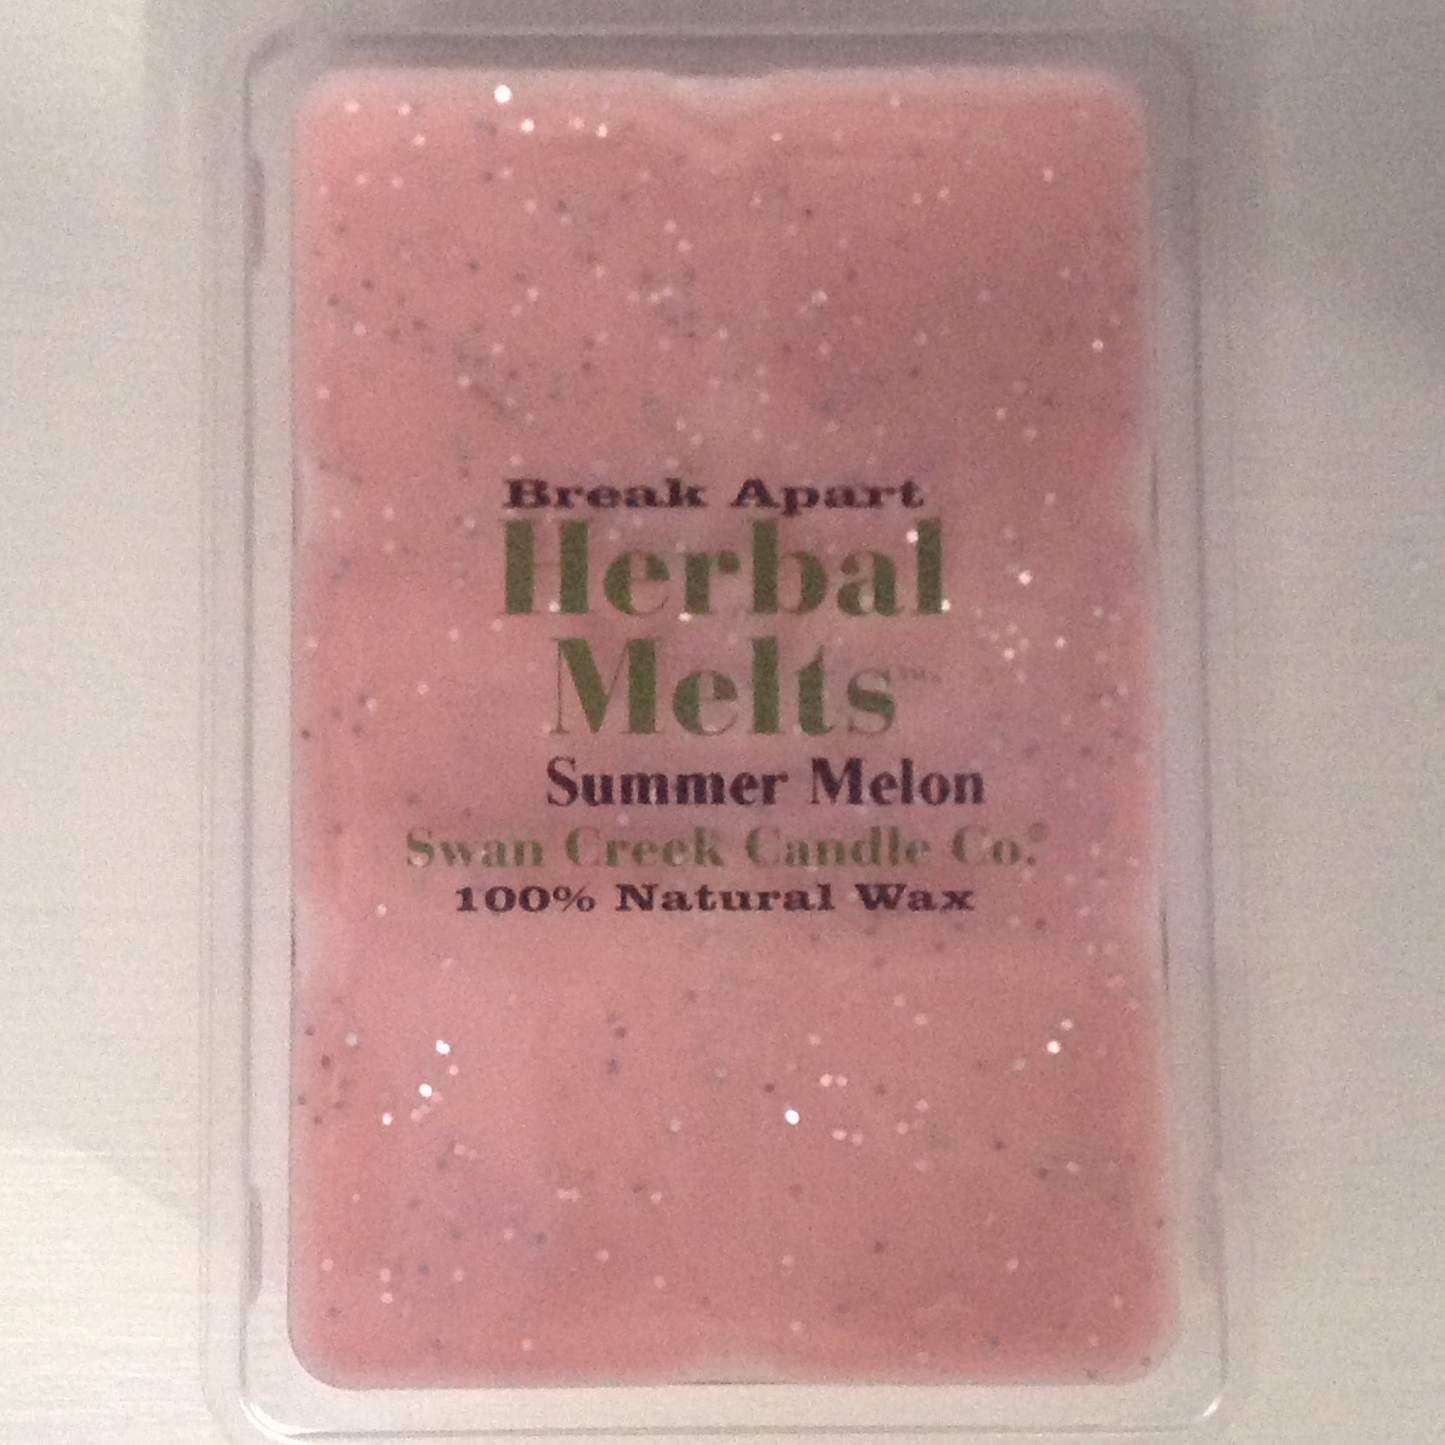 Break Apart
Herbal
Melts™
Summer Melon
Swan Creek Candle Co.®
100% Natural Wax